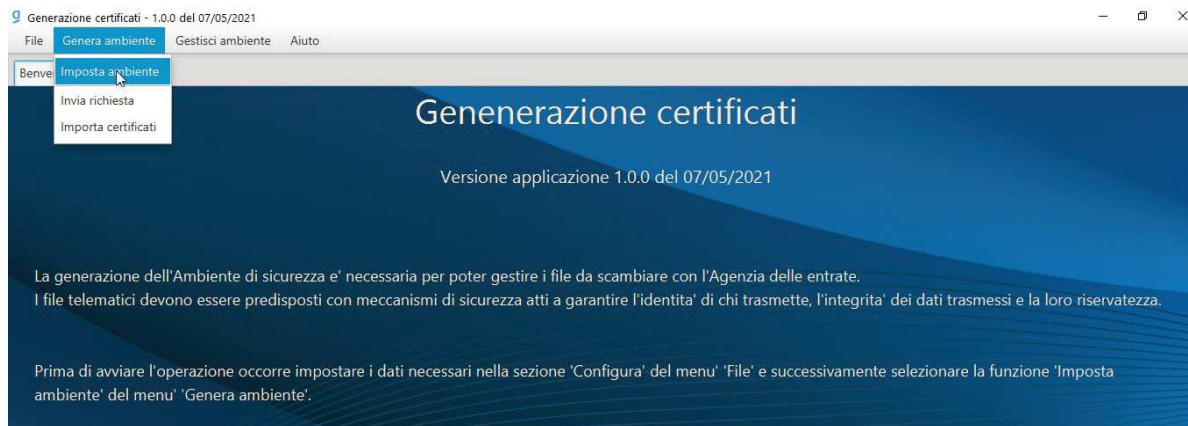 Generazione certificati - 1.0.0 del 07/05/2021
File Genera ambiente Gestisci ambiente Aiuto
Imposta ambiente
Invia richiesta
Importa certificati
Genenerazione certificati
Versione applicazione 1.0.0 del 07/05/2021
La generazione dell'Ambiente di sicurezza e' necessaria per poter gestire i file da scambiare con l'Agenzia delle entrate.
I file telematici devono essere predisposti con meccanismi di sicurezza atti a garantire l'identita' di chi trasmette, l'integrita' dei dati trasmessi e la loro riservatezza.
Prima di avviare l'operazione occorre impostare i dati necessari nella sezione 'Configura' del menu' 'File' e successivamente selezionare la funzione 'Imposta
ambiente' del menu' 'Genera ambiente'.